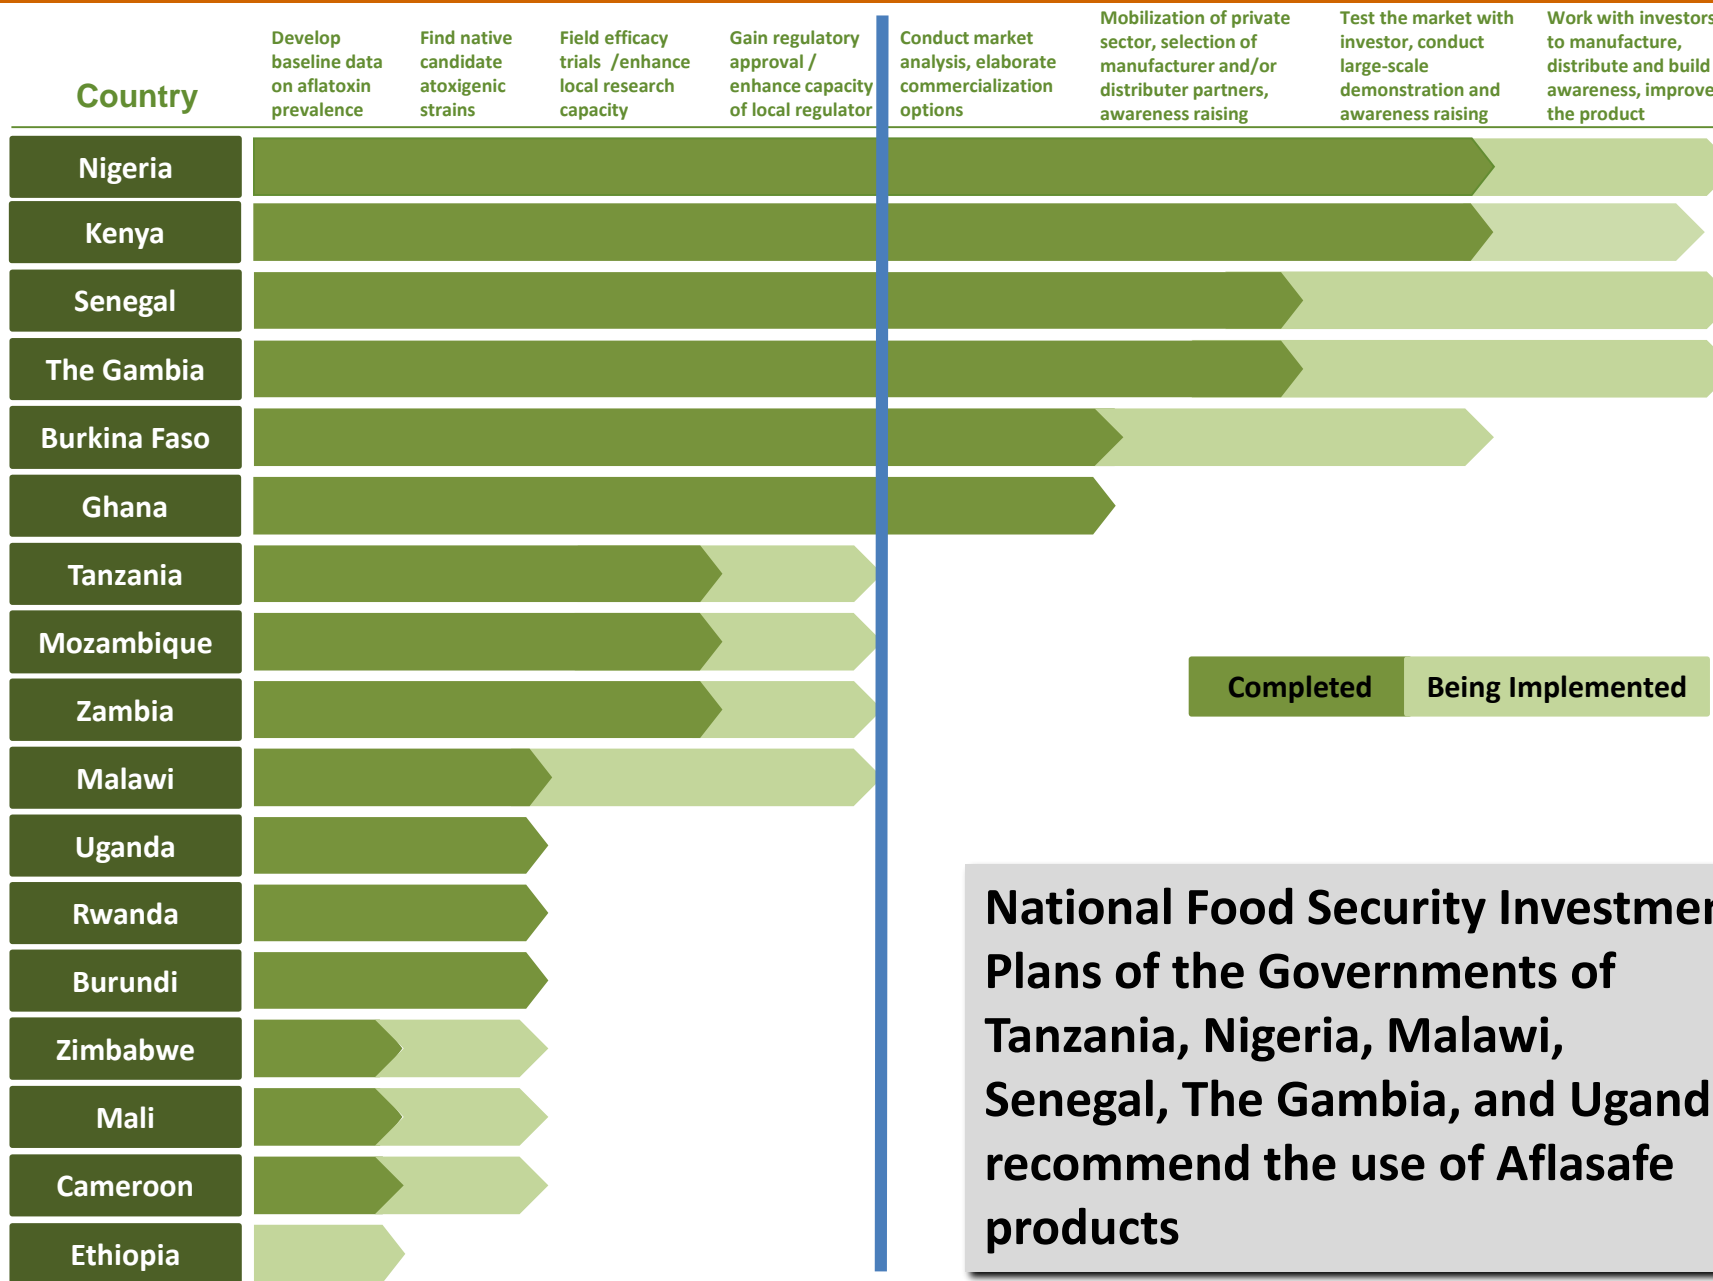 Country
Develop
baseline data
on aflatoxin
prevalence
Find native
candidate
atoxigenic
strains
Field efficacy
trials /enhance
local research
capacity
Gain regulatory
approval /
enhance capacity
of local regulator
Conduct market
analysis, elaborate
commercialization
options
Mobilization of private
sector, selection of
manufacturer and/or
distributer partners,
awareness raising
Test the market with
investor, conduct
large-scale
demonstration and
awareness raising
Work with investors
to manufacture,
distribute and build
awareness, improve
the product
Nigeria
Kenya
Senegal
The Gambia
Burkina Faso
Ghana
Tanzania
Mozambique
Zambia
Malawi
Uganda
Rwanda
Burundi
Zimbabwe
Mali
Cameroon
Ethiopia
Completed
Being Implemented
National Food Security Investmen
Plans of the Governments of
Tanzania, Nigeria, Malawi,
Senegal, The Gambia, and Ugand
recommend the use of Aflasafe
products